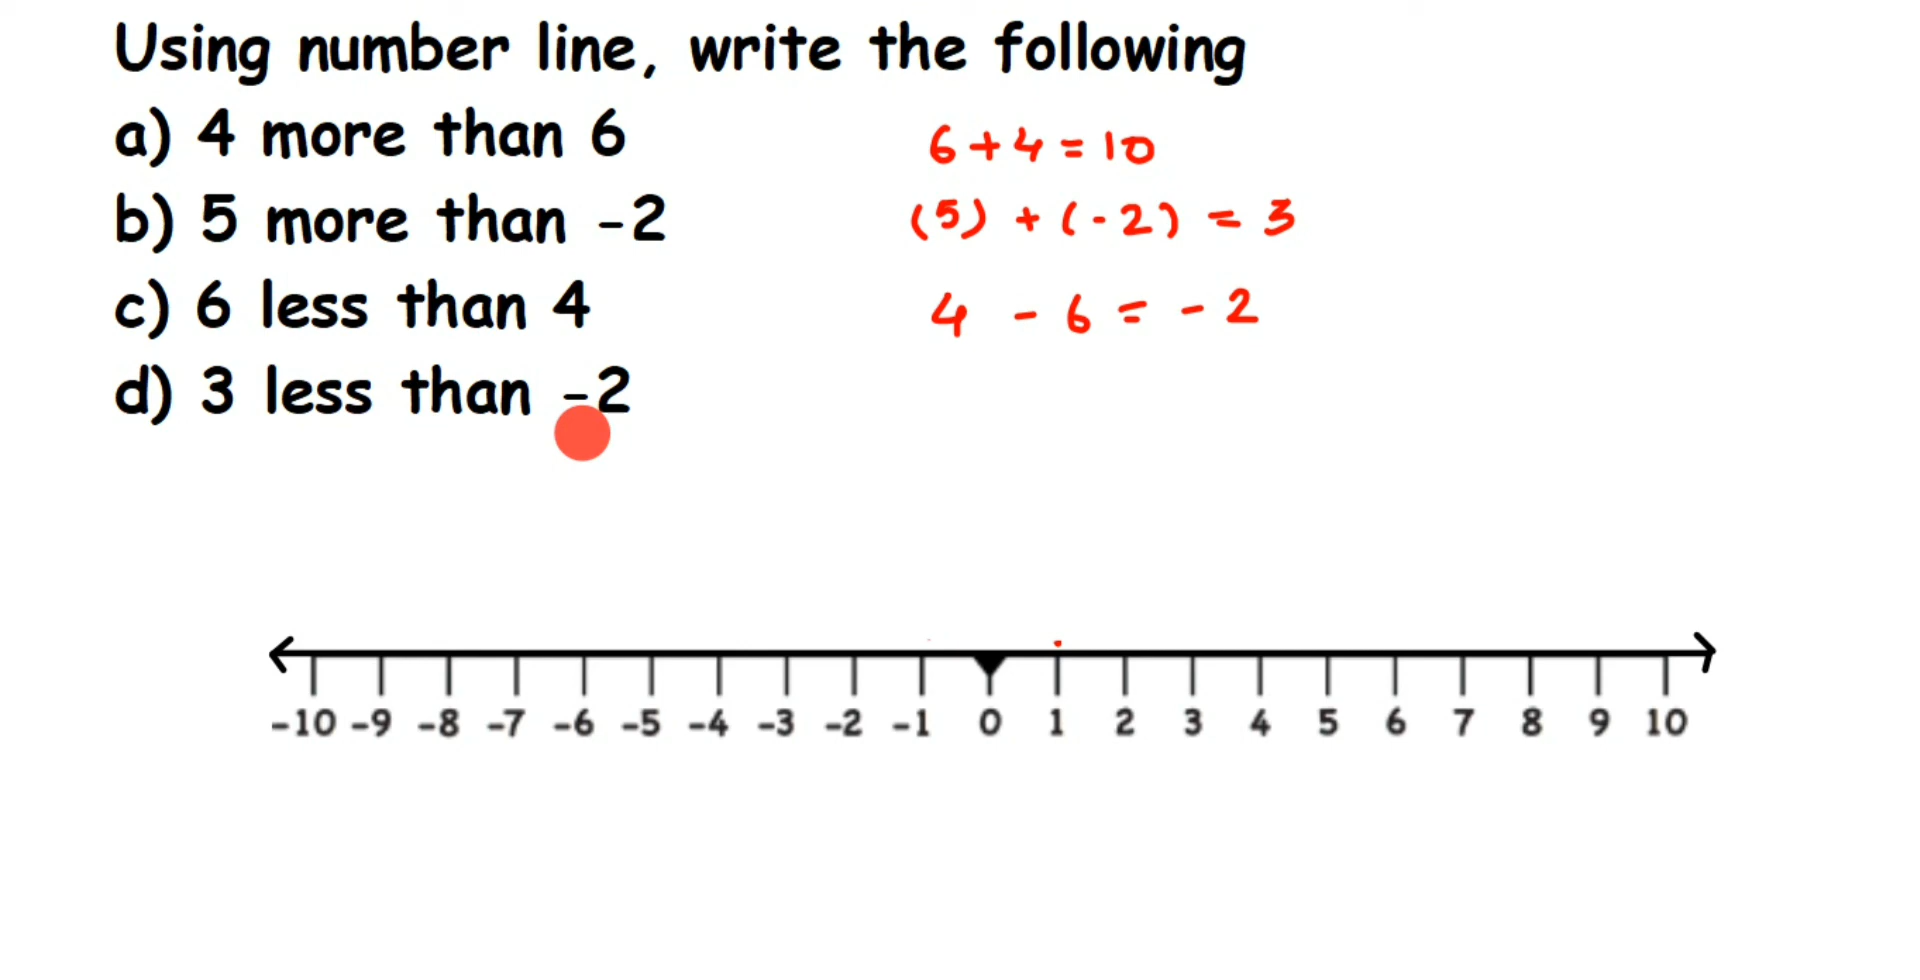 Using number line, write the following
a) 4 more than 6 6+4=10
b) 5 more than -2 (5) + (-2) = 3
c) 6 less than 4 4 - 6 = - 2
d) 3 less than -2
-10 -9 -8 -7 -6 -5 -4 -3 -2 -1 0 1 2 3 4 5 6 7 8 9 10